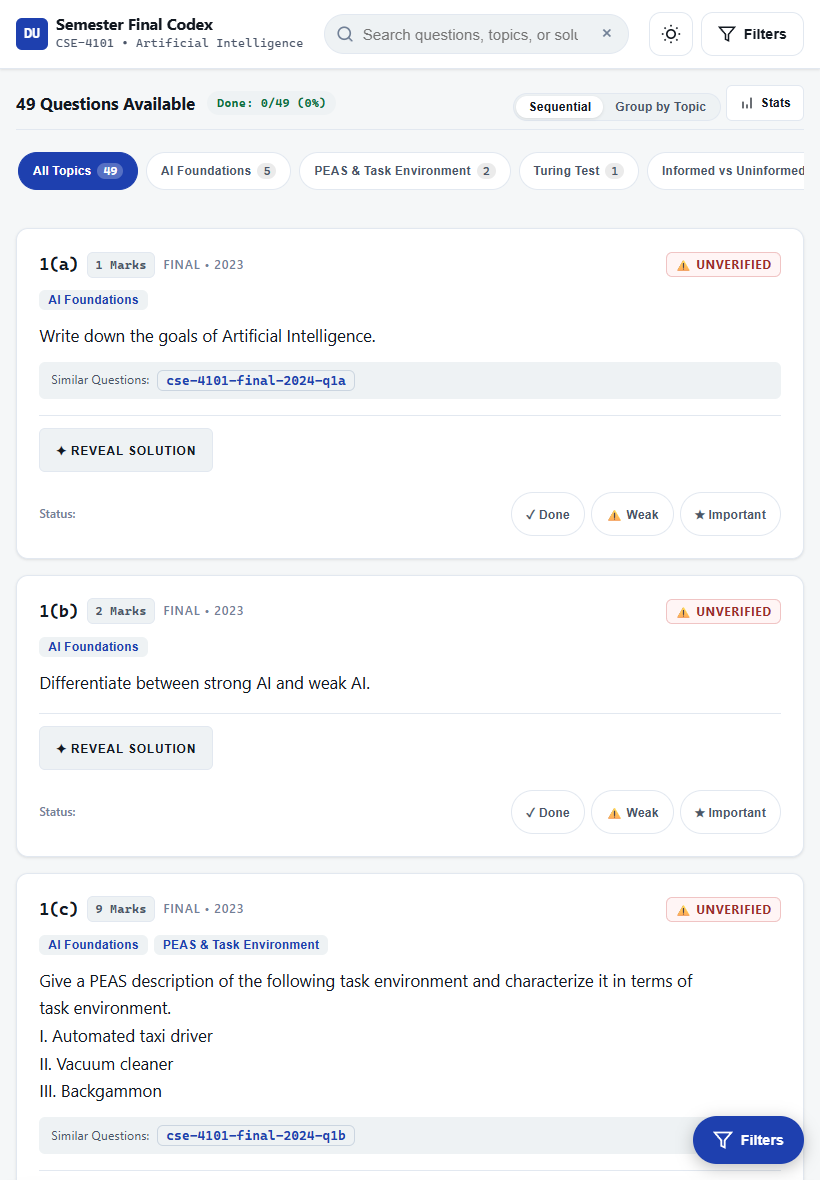 DU
Semester Final Codex
CSE-4101 • Artificial Intelligence
Search questions, topics, or solu
✕
Filters
49 Questions Available
Done: 0/49 (0%)
Sequential
Group by Topic
Stats
All Topics 49
AI Foundations 5
PEAS & Task Environment 2
Turing Test 1
Informed vs Uninformed
1(a)
1 Marks
FINAL • 2023
⚠ UNVERIFIED
AI Foundations
Write down the goals of Artificial Intelligence.
Similar Questions: cse-4101-final-2024-q1a
✦ REVEAL SOLUTION
Status:
✓ Done
⚠ Weak
★ Important
1(b)
2 Marks
FINAL • 2023
⚠ UNVERIFIED
AI Foundations
Differentiate between strong AI and weak AI.
✦ REVEAL SOLUTION
Status:
✓ Done
⚠ Weak
★ Important
1(c)
9 Marks
FINAL • 2023
⚠ UNVERIFIED
AI Foundations
PEAS & Task Environment
Give a PEAS description of the following task environment and characterize it in terms of
task environment.
I. Automated taxi driver
II. Vacuum cleaner
III. Backgammon
Similar Questions: cse-4101-final-2024-q1b
Filters